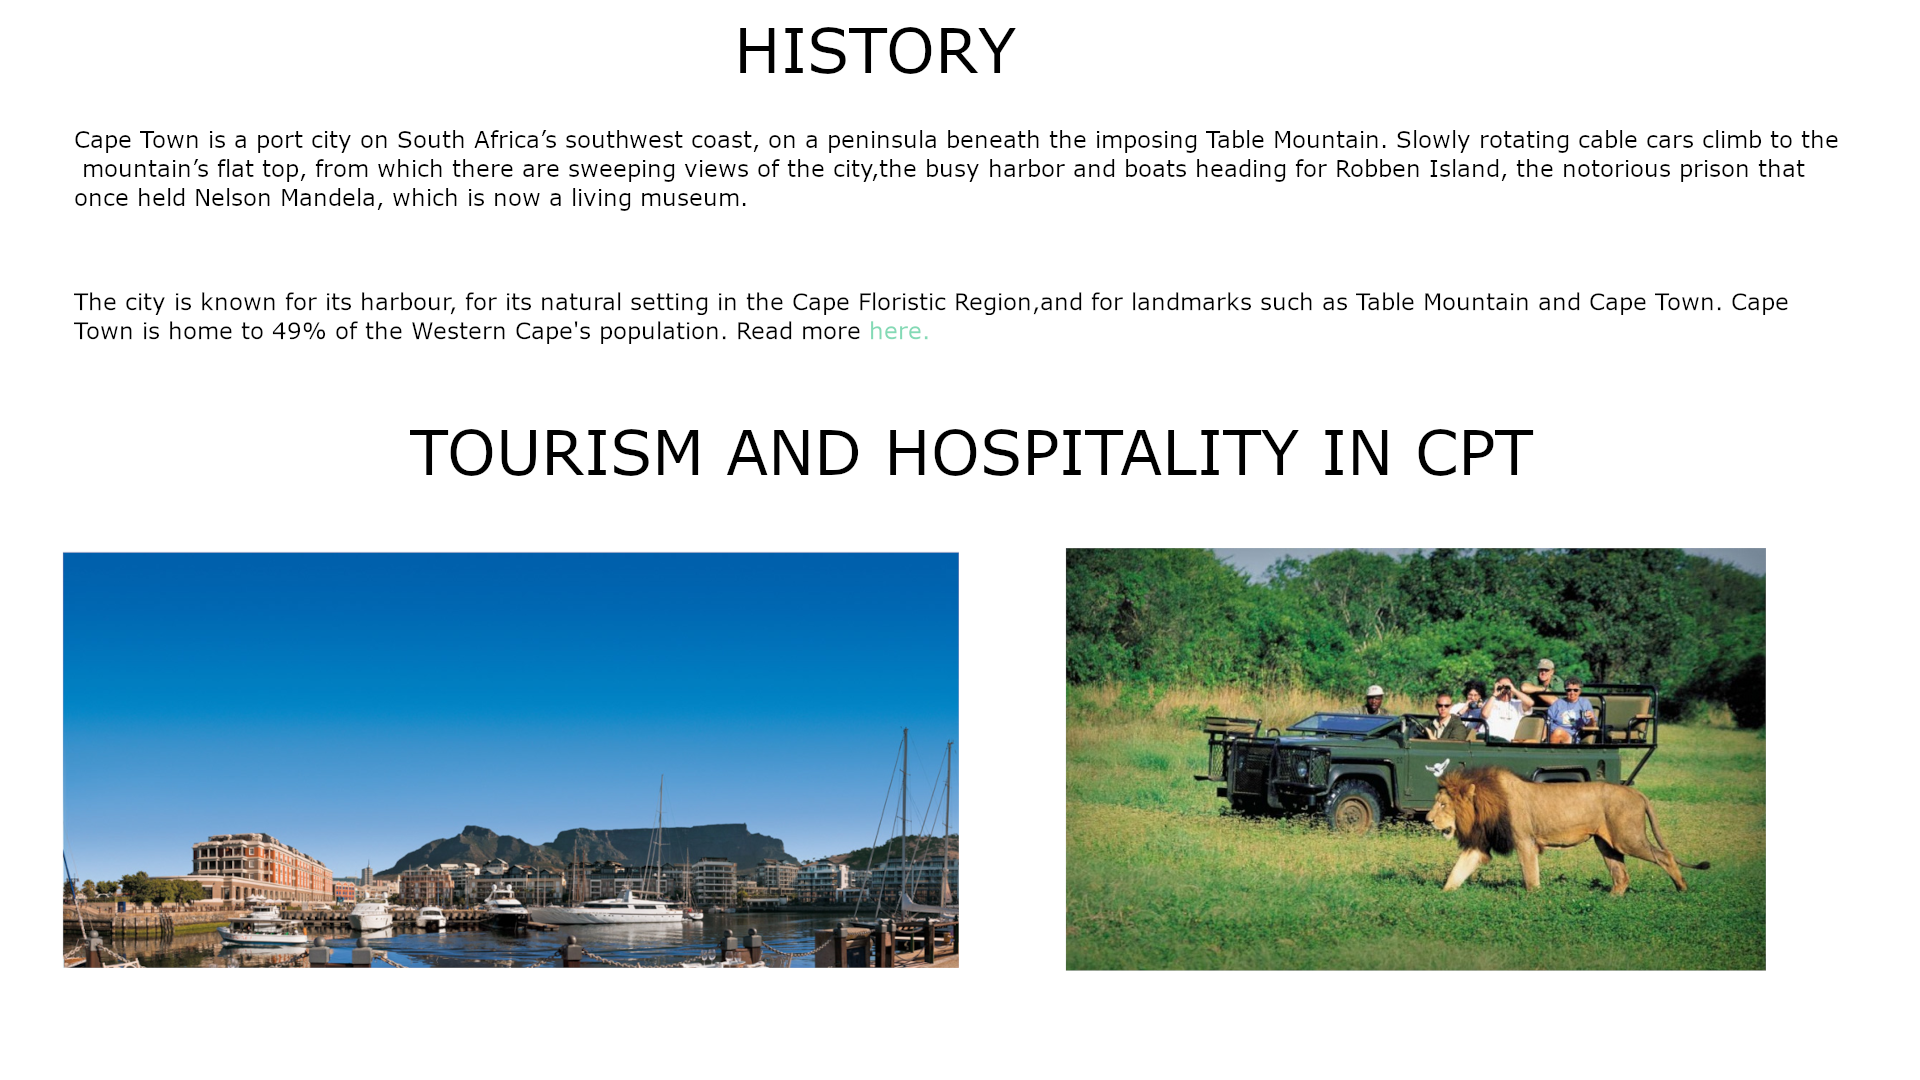 HISTORY
Cape Town is a port city on South Africa’s southwest coast, on a peninsula beneath the imposing Table Mountain. Slowly rotating cable cars climb to the
mountain’s flat top, from which there are sweeping views of the city,the busy harbor and boats heading for Robben Island, the notorious prison that
once held Nelson Mandela, which is now a living museum.
The city is known for its harbour, for its natural setting in the Cape Floristic Region,and for landmarks such as Table Mountain and Cape Town. Cape
Town is home to 49% of the Western Cape's population. Read more here.
TOURISM AND HOSPITALITY IN CPT